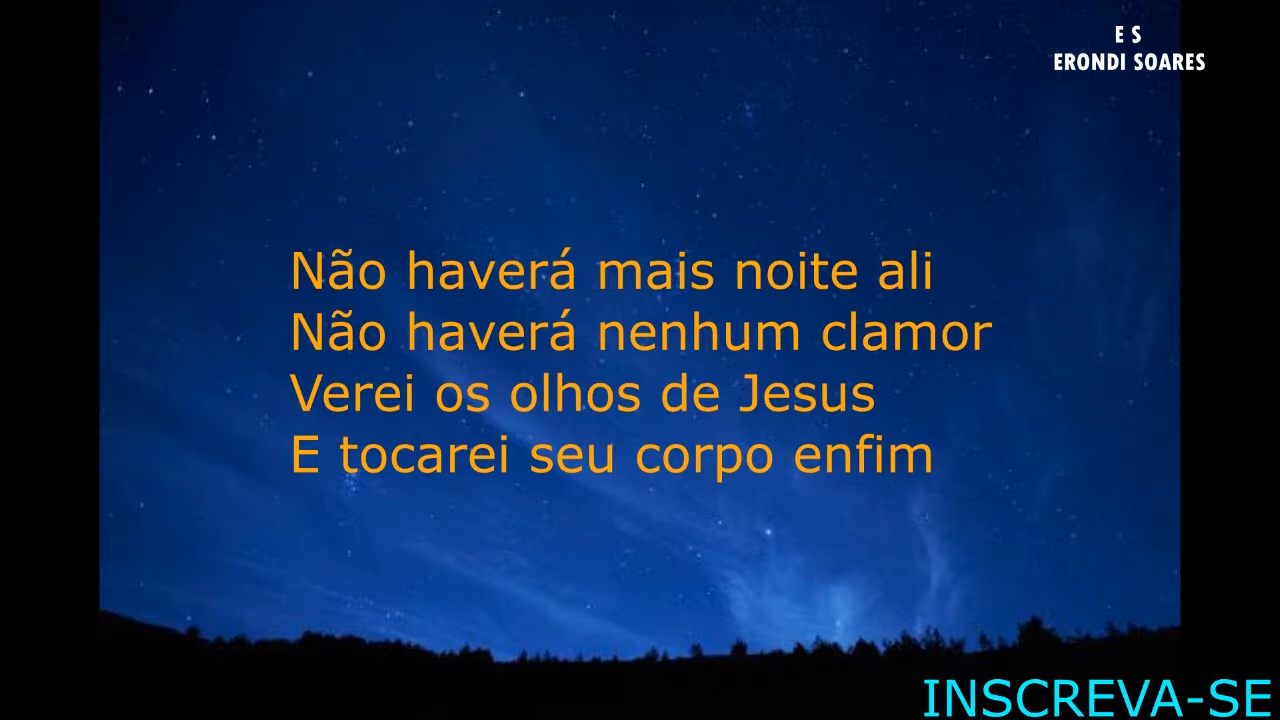 E S
ERONDI SOARES
Não haverá mais noite ali
Não haverá nenhum clamor
Verei os olhos de Jesus
E tocarei seu corpo enfim
INSCREVA-SE